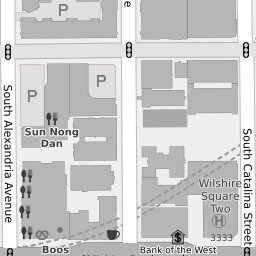 P
e
P
P
South Alexandria Avenue
Sun Nong
Dan
South Catalina Street
Wilshire
Square
Two
H
3333
$
Boos
Bank of the West